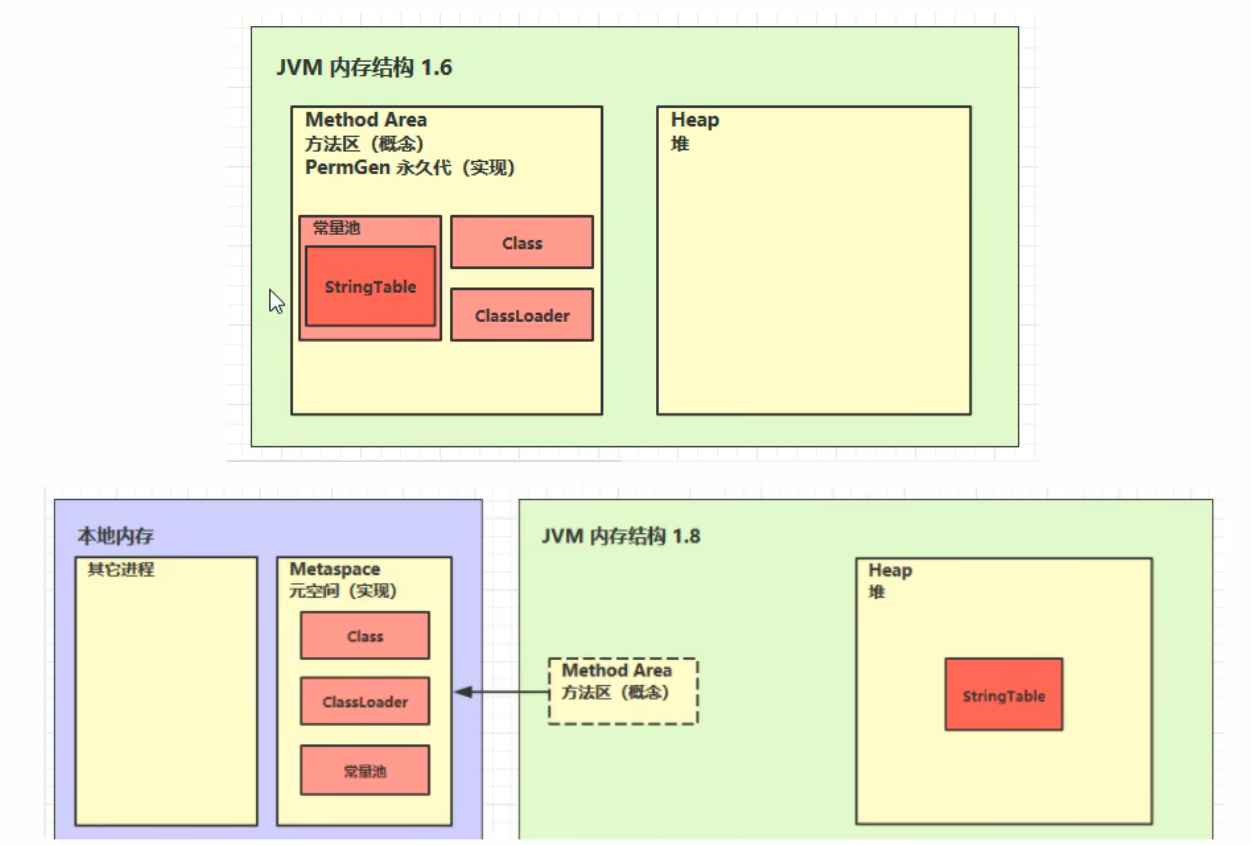 JVM 内存结构 1.6
Method Area
方法区（概念）
PermGen 永久代（实现）
常量池
StringTable
Class
ClassLoader
Heap
堆
本地内存
其它进程
Metaspace
元空间（实现）
Class
ClassLoader
常量池
JVM 内存结构 1.8
Method Area
方法区（概念）
Heap
堆
StringTable